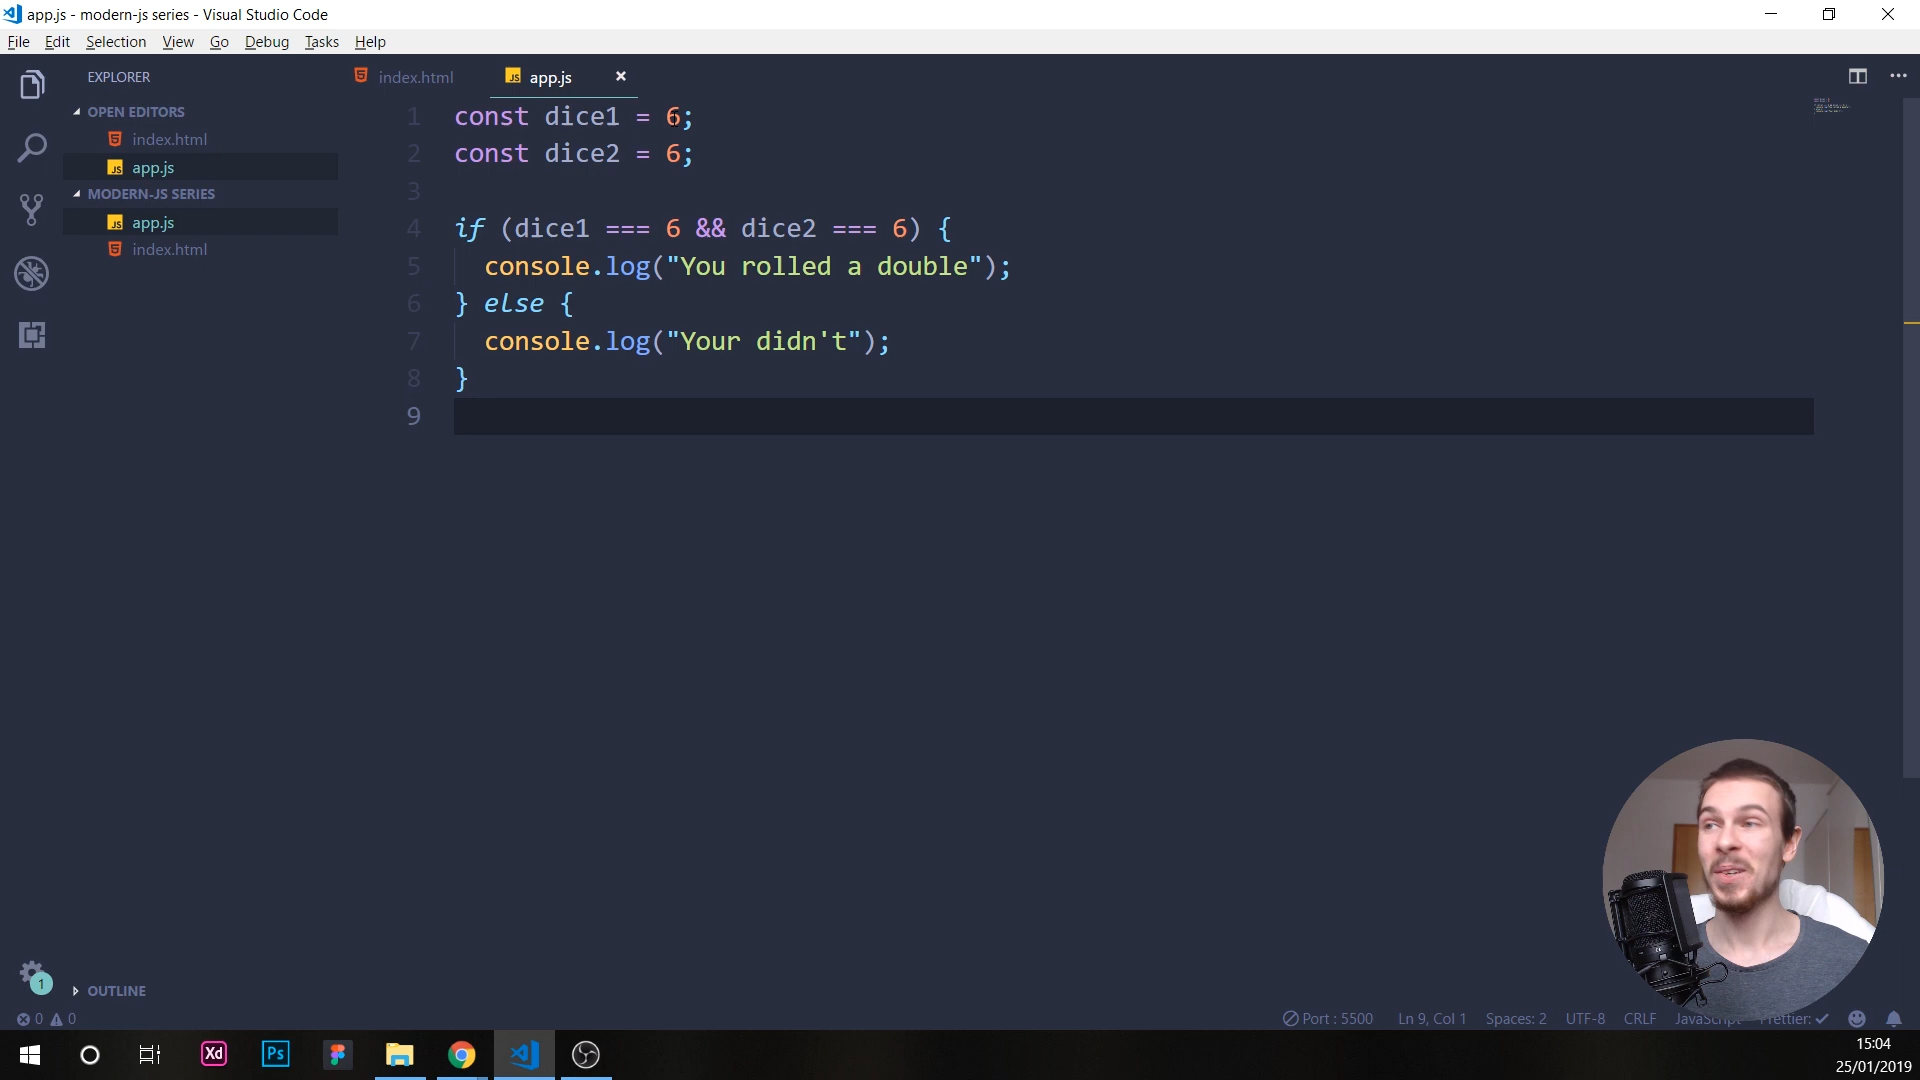 app.js - modern-js series - Visual Studio Code
File Edit Selection View Go Debug Tasks Help
EXPLORER
OPEN EDITORS
index.html
app.js
MODERN-JS SERIES
app.js
index.html
OUTLINE
index.html
app.js
1 const dice1 = 6;
2 const dice2 = 6;
3
4 if (dice1 === 6 && dice2 === 6) {
5 console.log("You rolled a double");
6 } else {
7 console.log("Your didn't");
8 }
9
1
0 0
Port : 5500 Ln 9, Col 1 Spaces: 2 UTF-8 CRLF JavaScript Prettier:
Xd Ps
15:04
25/01/2019